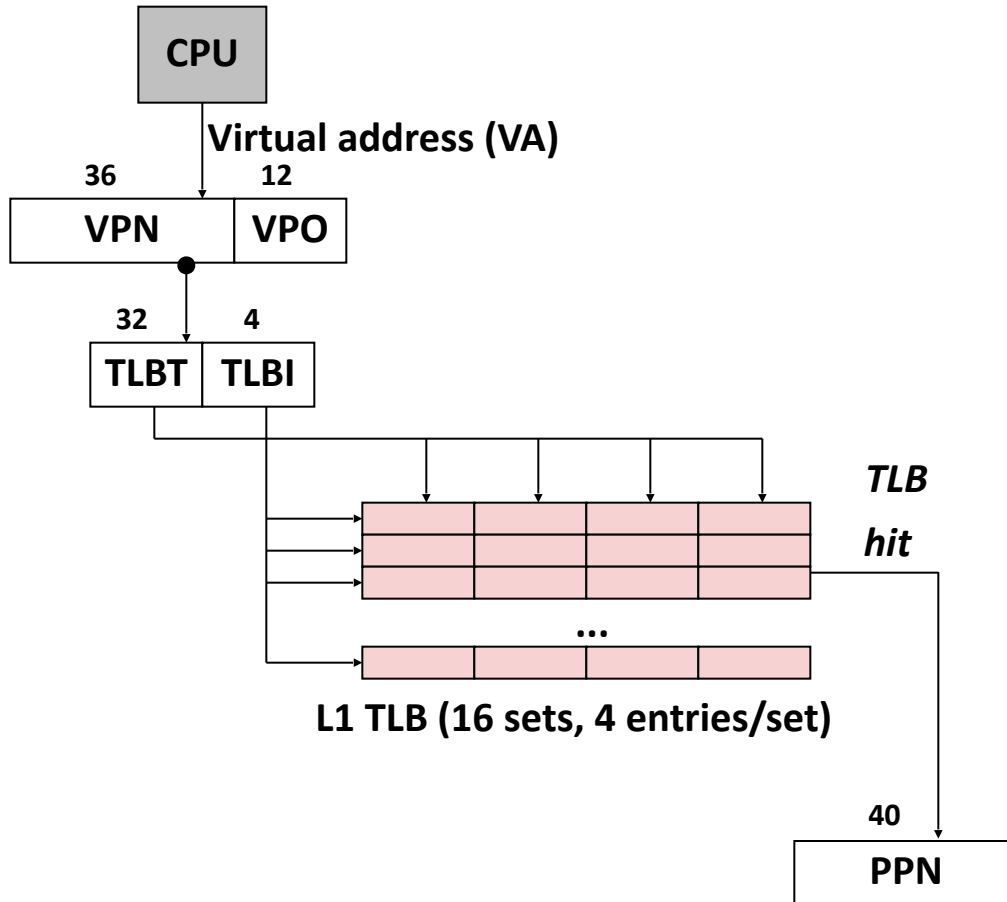 CPU
Virtual address (VA)
36 12
VPN VPO
32 4
TLBT TLBI
TLB
hit
...
L1 TLB (16 sets, 4 entries/set)
40
PPN